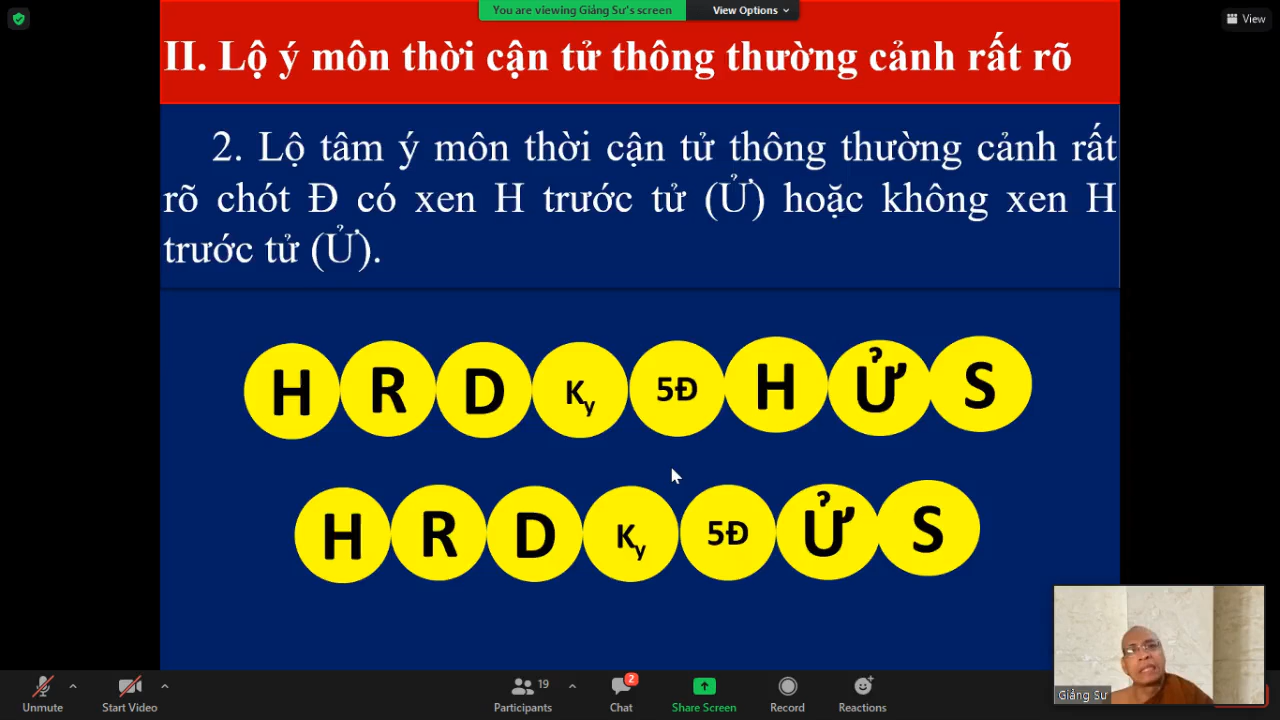 You are viewing Giảng Sư's screen
View Options
View
II. Lộ ý môn thời cận tử thông thường cảnh rất rõ
2. Lộ tâm ý môn thời cận tử thông thường cảnh rất
rõ chót Đ có xen H trước tử (Ử) hoặc không xen H
trước tử (Ử).
H R D Ky 5Đ H Ử S
H R D Ky 5Đ Ử S
Giảng Sư
Unmute
Start Video
Participants 19
Chat 2
Share Screen
Record
Reactions